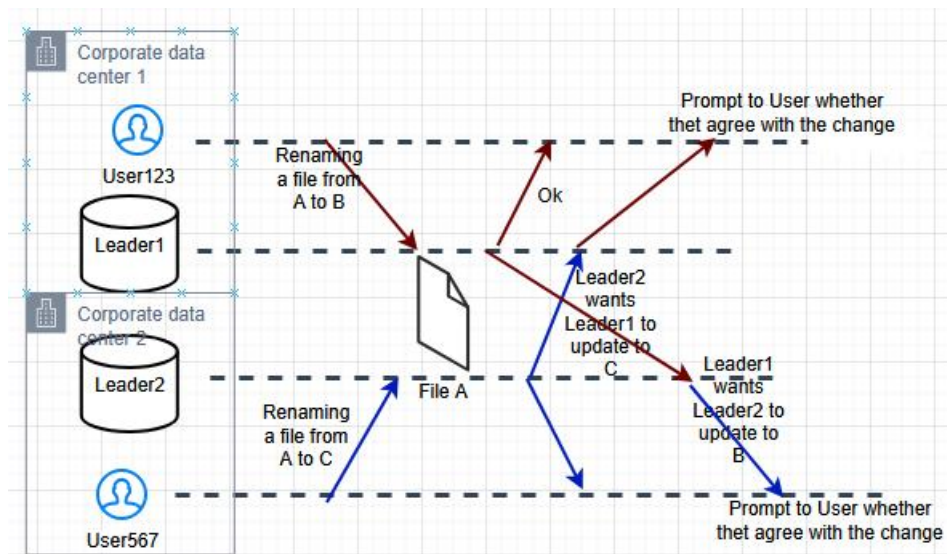 Corporate data
center 1
User123
Leader1
Corporate data
center 2
Leader2
User567
Renaming
a file from
A to B
Ok
Prompt to User whether
thet agree with the change
File A
Leader2
wants
Leader1 to
update to
C
Renaming
a file from
A to C
Leader1
wants
Leader2 to
update to
B
Prompt to User whether
thet agree with the change